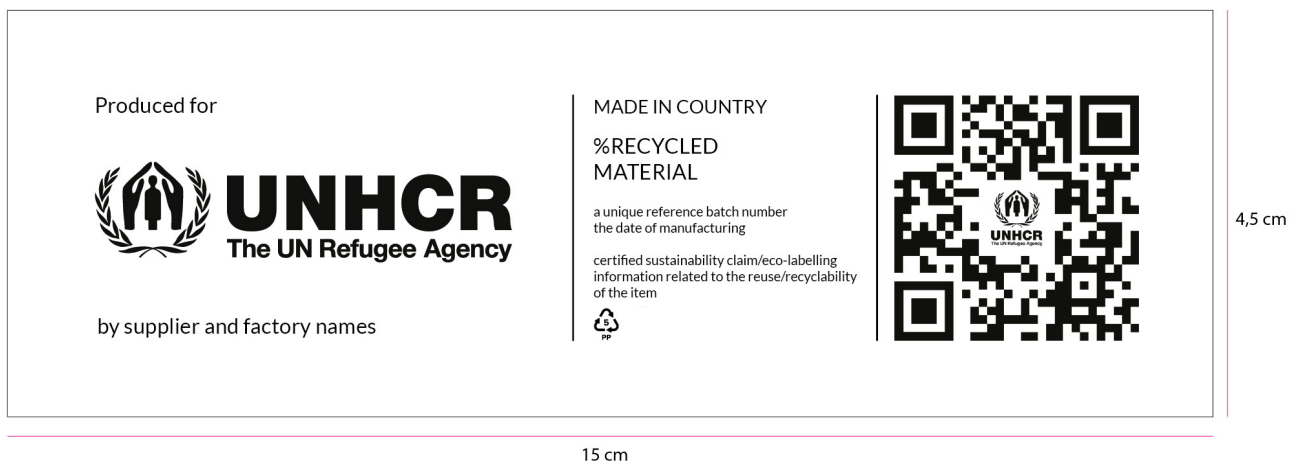 Produced for
UNHCR
The UN Refugee Agency
by supplier and factory names
MADE IN COUNTRY
%RECYCLED
MATERIAL
a unique reference batch number
the date of manufacturing
certified sustainability claim/eco-labelling
information related to the reuse/recyclability
of the item
5
PP
UNHCR
The UN Refugee Agency
4,5 cm
15 cm